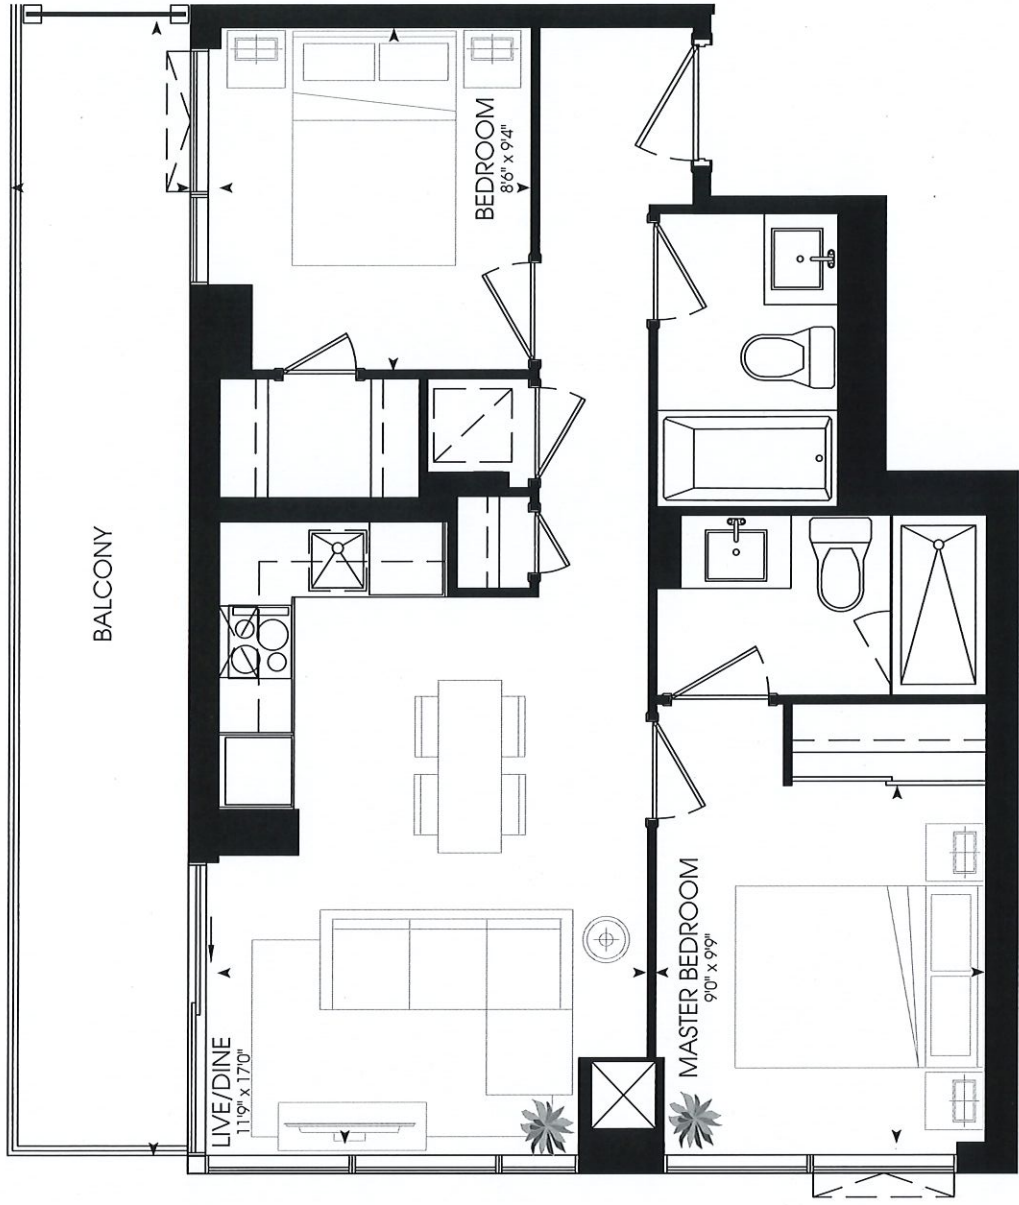 BEDROOM
8'6" x 9'4"
BALCONY
MASTER BEDROOM
9'0" x 9'9"
LIVE/DINE
11'9" x 17'0"